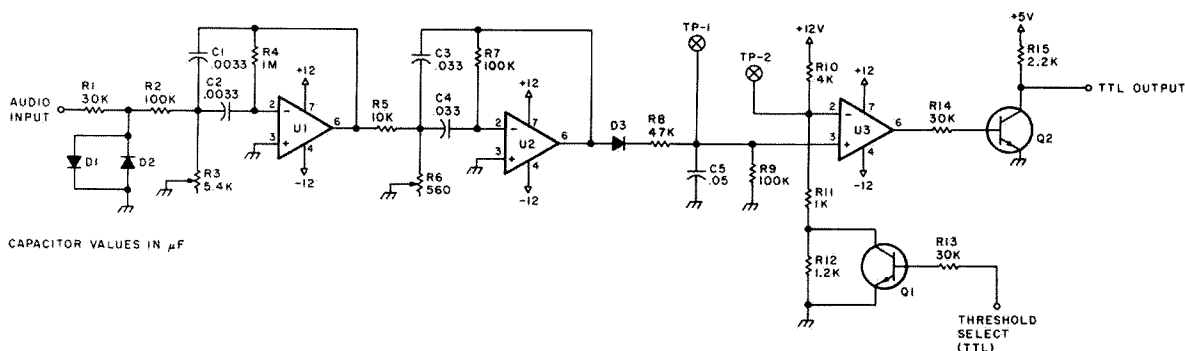 AUDIO
INPUT
R1
30K
D1
D2
R2
100K
C1
.0033
R4
1M
C2
.0033
R3
5.4K
+12
2
7
U1
6
3
4
-12
R5
10K
C3
.033
R7
100K
C4
.033
R6
560
+12
2
7
U2
6
3
4
-12
D3
R8
47K
TP-1
C5
.05
R9
100K
TP-2
+12V
R10
4K
+12
2
7
U3
6
3
4
-12
R11
1K
R12
1.2K
Q1
R13
30K
THRESHOLD
SELECT
(TTL)
R14
30K
+5V
R15
2.2K
TTL OUTPUT
Q2
CAPACITOR VALUES IN µF